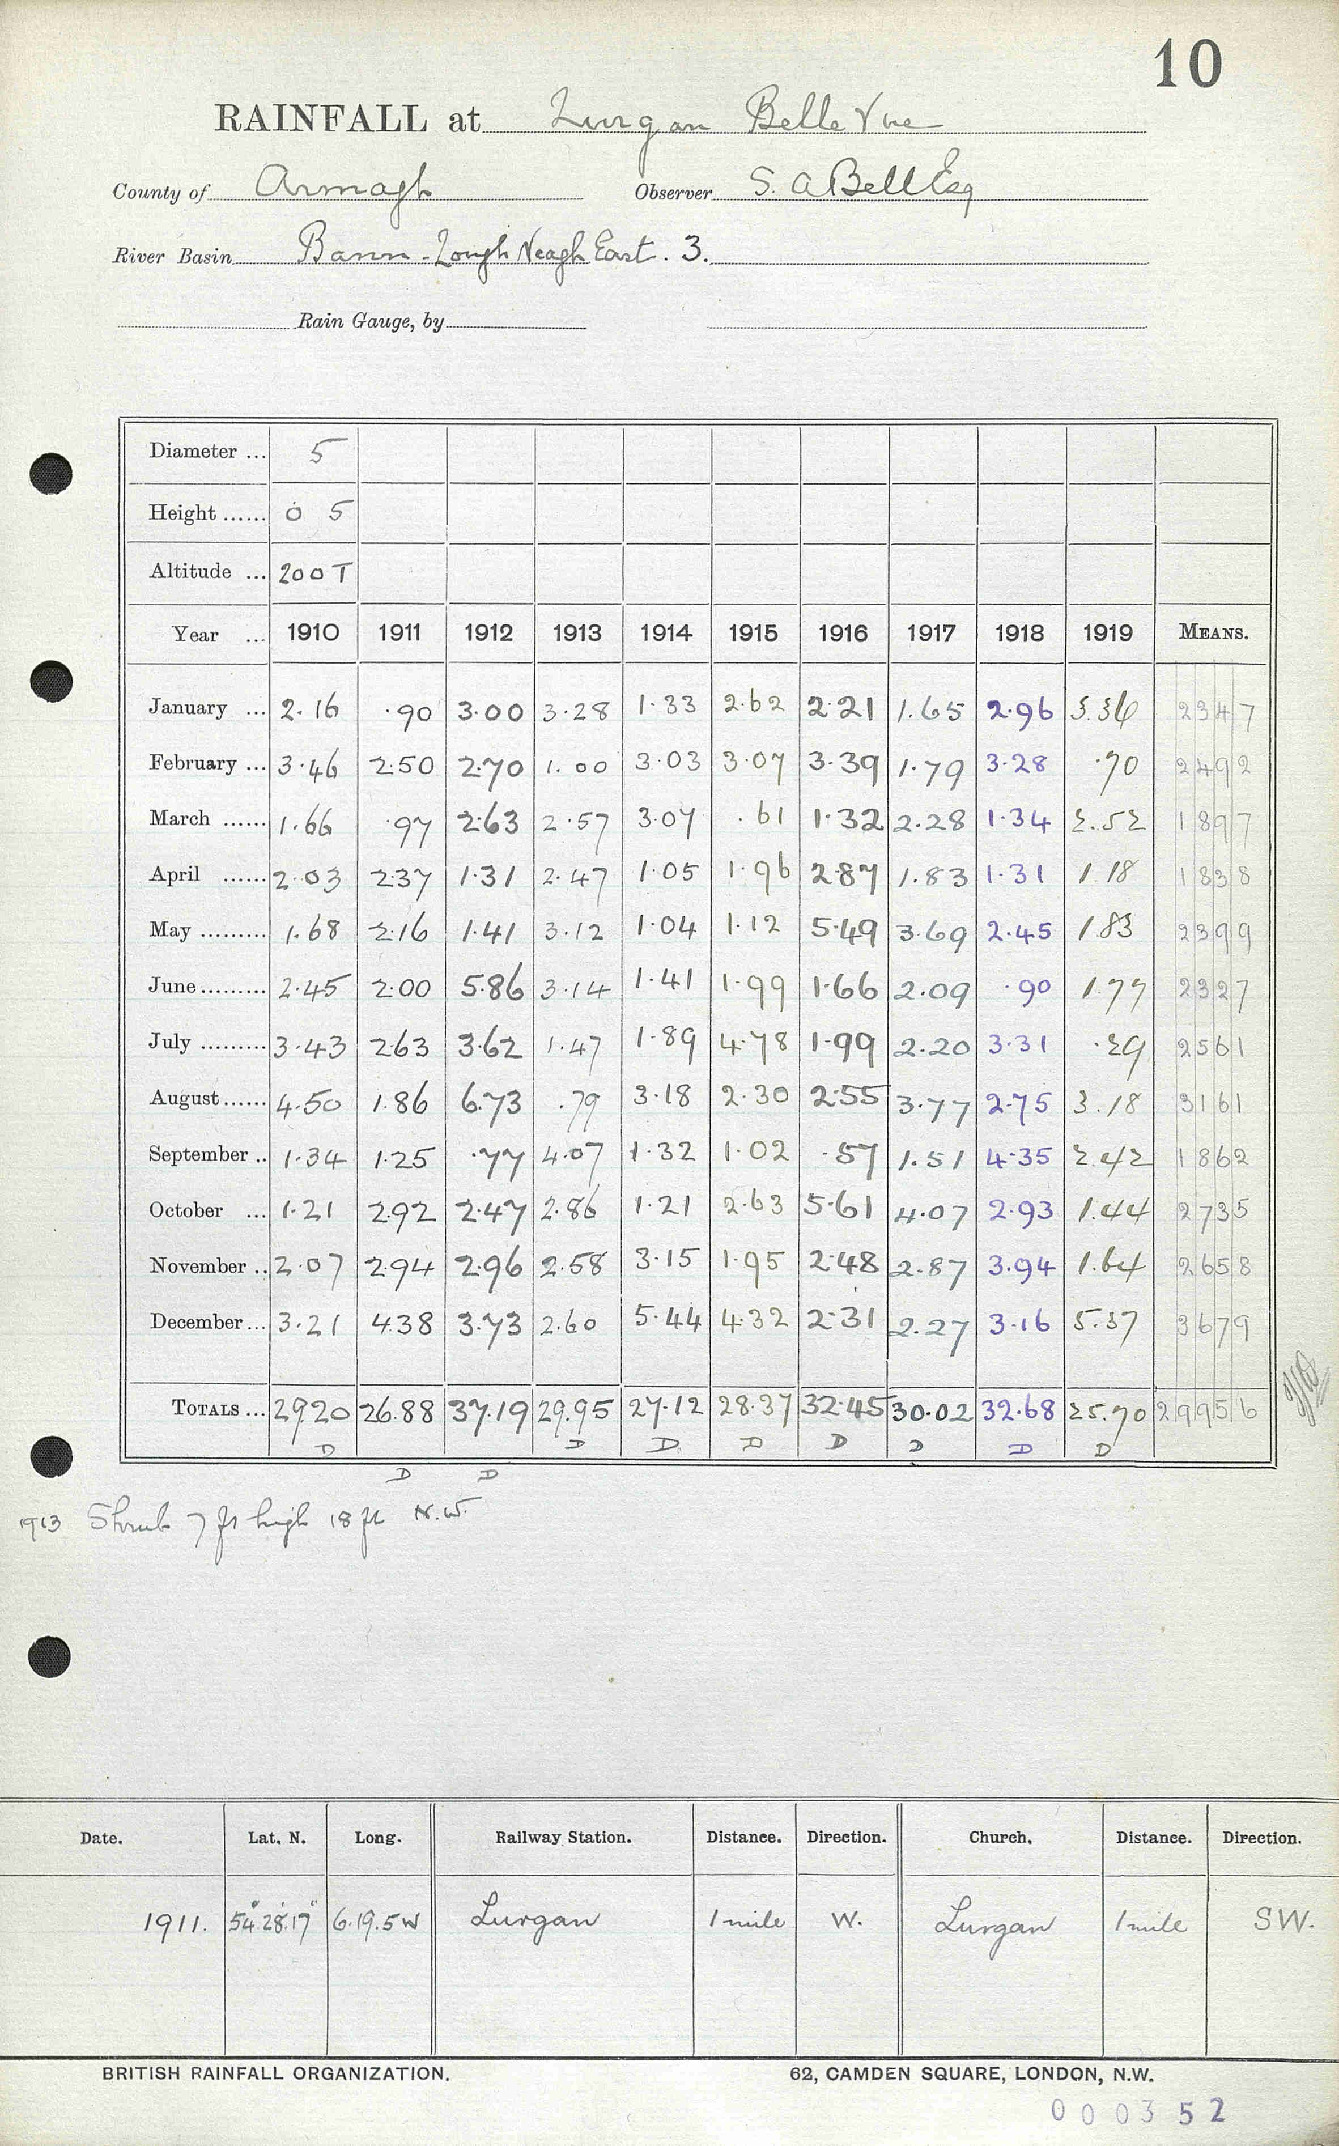 10
RAINFALL at Lurgan Belle Vue
County of Armagh Observer S. A Bell Esq
River Basin Bann - Lough Neagh East. 3.
Rain Gauge, by
Diameter ... 5
Height ...... 0 5
Altitude ... 200 T
Year ... 1910 1911 1912 1913 1914 1915 1916 1917 1918 1919 MEANS.
January ... 2.16 .90 3.00 3.28 1.33 2.62 2.21 1.65 2.96 3.36 2347
February ... 3.46 2.50 2.70 1.00 3.03 3.07 3.39 1.79 3.28 .70 2492
March ...... 1.66 .97 2.63 2.57 3.07 .61 1.32 2.28 1.34 2.52 1897
April ...... 2.03 2.37 1.31 2.47 1.05 1.96 2.87 1.83 1.31 1.18 1838
May ......... 1.68 2.16 1.41 3.12 1.04 1.12 5.49 3.69 2.45 1.83 2399
June ......... 2.45 2.00 5.86 3.14 1.41 1.99 1.66 2.09 .90 1.77 2327
July ......... 3.43 2.63 3.62 1.47 1.89 4.78 1.99 2.20 3.31 .29 2561
August ...... 4.50 1.86 6.73 .79 3.18 2.30 2.55 3.77 2.75 3.18 3161
September .. 1.34 1.25 .77 4.07 1.32 1.02 .57 1.51 4.35 2.42 1862
October ... 1.21 2.92 2.47 2.86 1.21 2.63 5.61 4.07 2.93 1.44 2735
November .. 2.07 2.94 2.96 2.58 3.15 1.95 2.48 2.87 3.94 1.64 2658
December ... 3.21 4.38 3.73 2.60 5.44 4.32 2.31 2.27 3.16 5.37 3679
TOTALS ... 29.20 26.88 37.19 29.95 27.12 28.37 32.45 30.02 32.68 25.70 29956
D D D D D D D D
D D
1913 Shrub 7 ft high 18 ft N.W.
Date. Lat. N. Long. Railway Station. Distance. Direction. Church. Distance. Direction.
1911. 54°28'.17" 6.19.5 W Lurgan 1 mile W. Lurgan 1 mile SW.
BRITISH RAINFALL ORGANIZATION. 62, CAMDEN SQUARE, LONDON, N.W.
000352